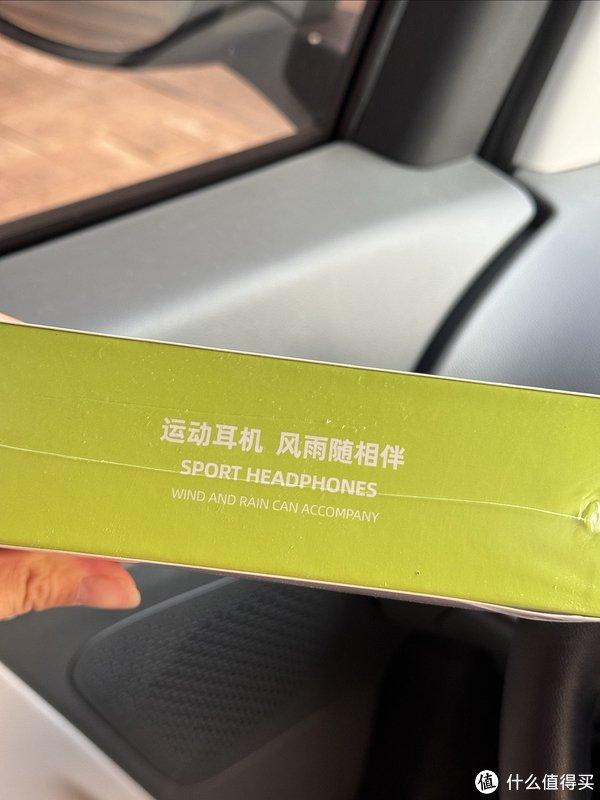 运动耳机 风雨随相伴
SPORT HEADPHONES
WIND AND RAIN CAN ACCOMPANY
值 什么值得买